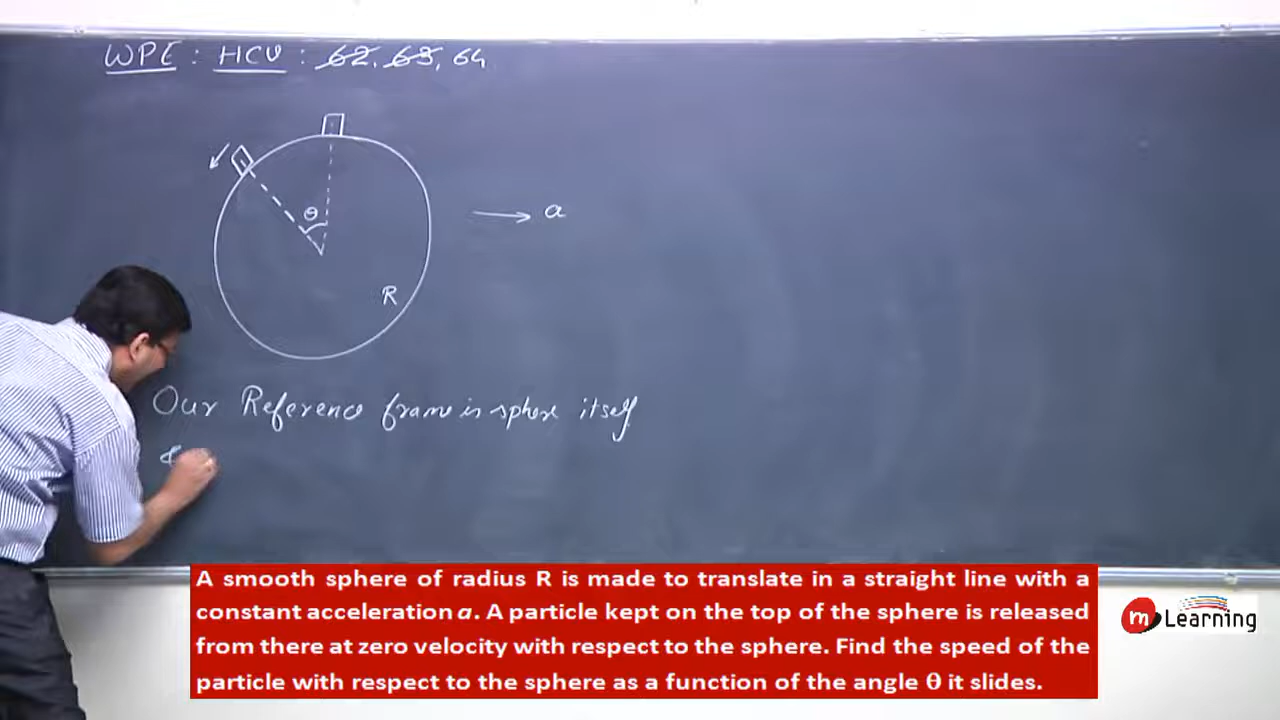 WPE : HCV : 62, 63, 64
θ
a
R
Our Reference frame is sphere itself
A smooth sphere of radius R is made to translate in a straight line with a
constant acceleration a. A particle kept on the top of the sphere is released
from there at zero velocity with respect to the sphere. Find the speed of the
particle with respect to the sphere as a function of the angle θ it slides.
m Learning